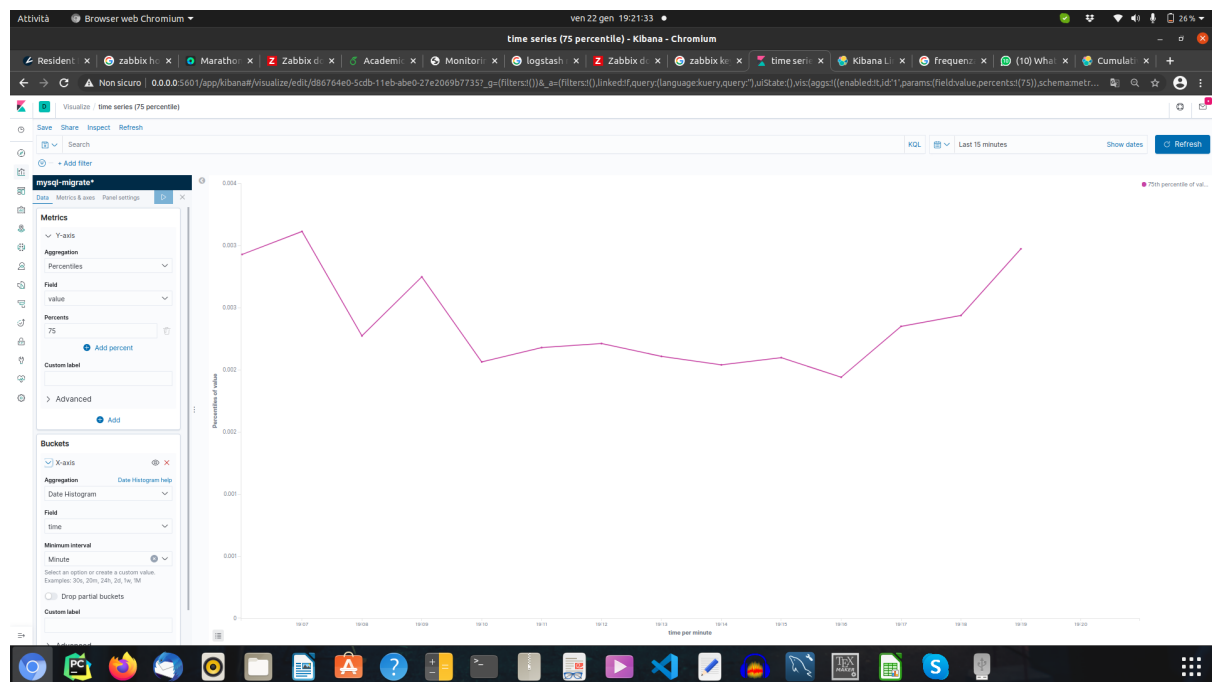 Attività Browser web Chromium ven 22 gen 19:21:33 26%
time series (75 percentile) - Kibana - Chromium
Resident Marathon Zabbix do Academic Monitorin logstash Zabbix do zabbix ke time serie Kibana Li frequenz (10) What Cumulati
Non sicuro 0.0.0.0:5601/app/kibana#/visualize/edit/d86764e0-5cdb-11eb-abe0-27e2069b7735?_g=(filters:!())&_a=(filters:!(),linked:!f,query:(language:kuery,query:''),uiState:(),vis:(aggs:!((enabled:!t,id:'1',params:(field:value,percents:!(75)),schema:metr...
D Visualize / time series (75 percentile)
Save Share Inspect Refresh
Search KQL Last 15 minutes Show dates Refresh
+ Add filter
mysql-migrate*
Data Metrics & axes Panel settings
Metrics
Y-axis
Aggregation
Percentiles
Field
value
Percents
75
Add percent
Custom label
Advanced
Add
Buckets
X-axis
Aggregation Date Histogram help
Date Histogram
Field
time
Minimum interval
Minute
Select an option or create a custom value.
Examples: 30s, 20m, 24h, 2d, 1w, 1M
Drop partial buckets
Custom label
Advanced
75th percentile of val...
0.004
0.003
0.003
0.002
0.002
0.001
0.001
0
Percentiles of value
19:07 19:08 19:09 19:10 19:11 19:12 19:13 19:14 19:15 19:16 19:17 19:18 19:19 19:20
time per minute